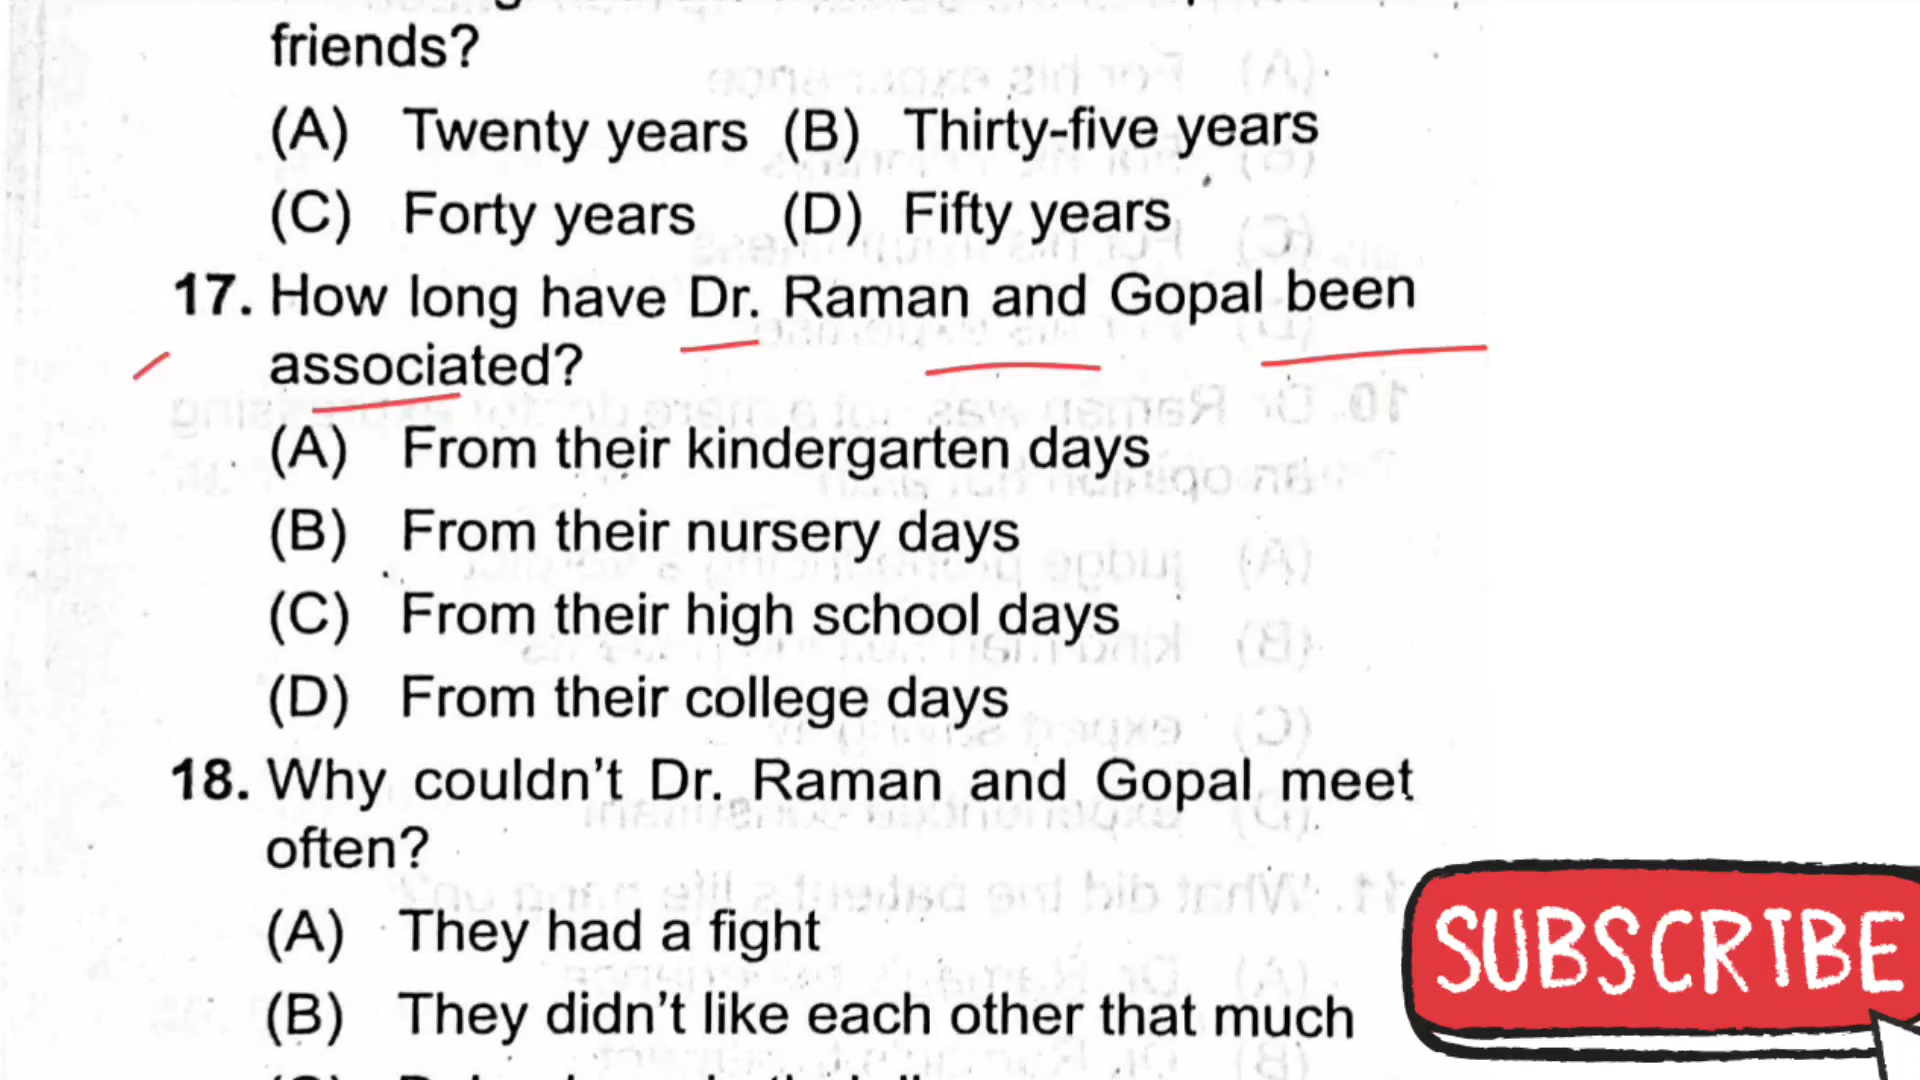 friends?
(A) Twenty years (B) Thirty-five years
(C) Forty years (D) Fifty years
17. How long have Dr. Raman and Gopal been
associated?
(A) From their kindergarten days
(B) From their nursery days
(C) From their high school days
(D) From their college days
18. Why couldn't Dr. Raman and Gopal meet
often?
(A) They had a fight
(B) They didn't like each other that much
SUBSCRIBE